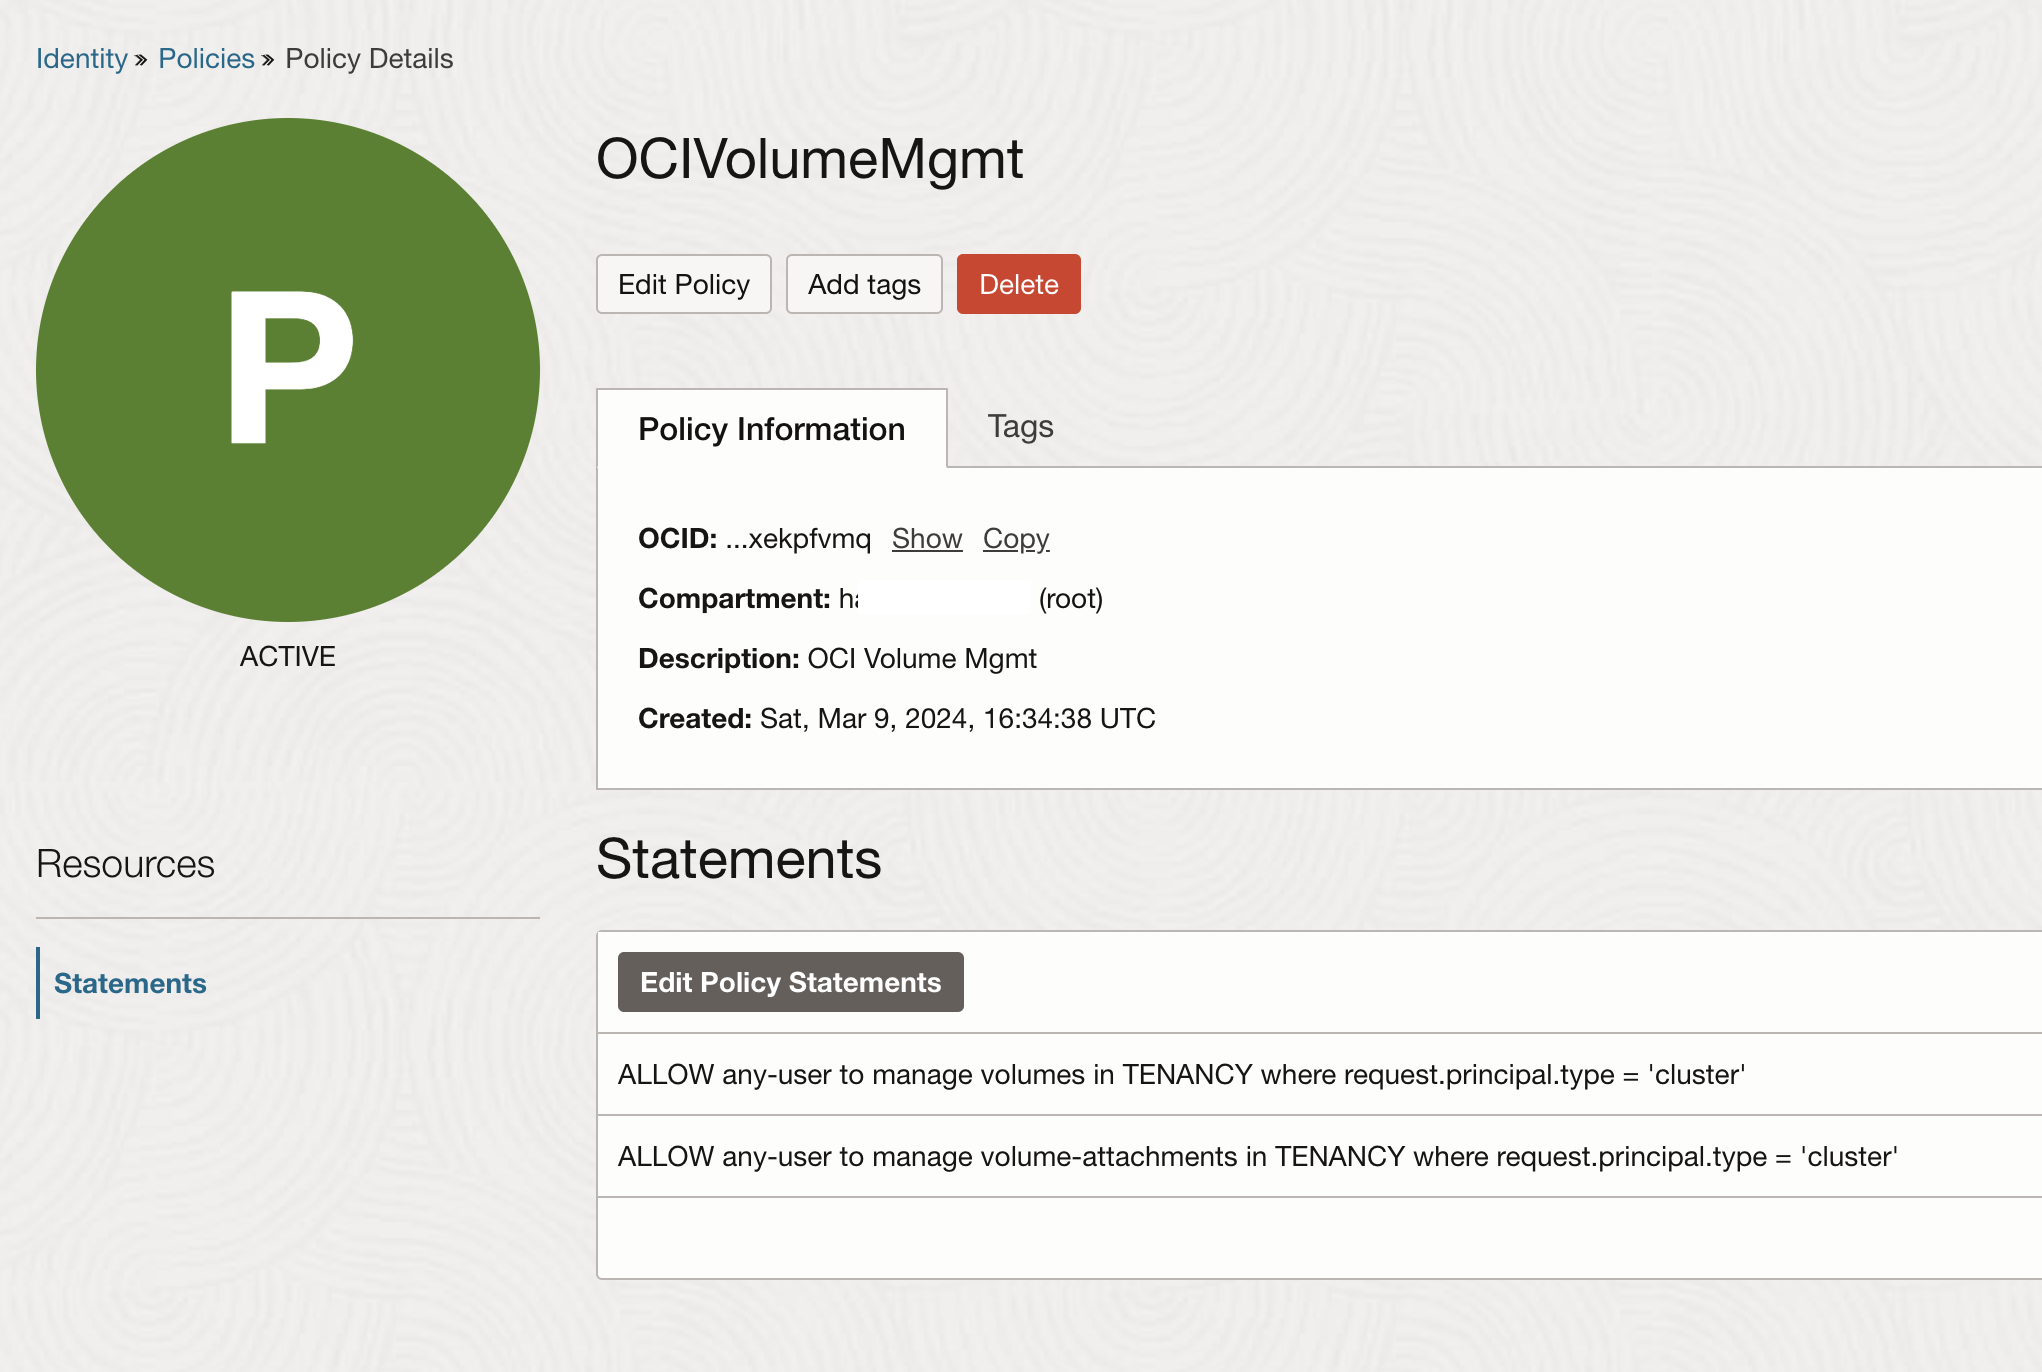 Identity » Policies » Policy Details
P
ACTIVE
OCIVolumeMgmt
Edit Policy Add tags Delete
Policy Information Tags
OCID: ...xekpfvmq Show Copy
Compartment: (root)
Description: OCI Volume Mgmt
Created: Sat, Mar 9, 2024, 16:34:38 UTC
Resources
Statements
Statements
Edit Policy Statements
ALLOW any-user to manage volumes in TENANCY where request.principal.type = 'cluster'
ALLOW any-user to manage volume-attachments in TENANCY where request.principal.type = 'cluster'